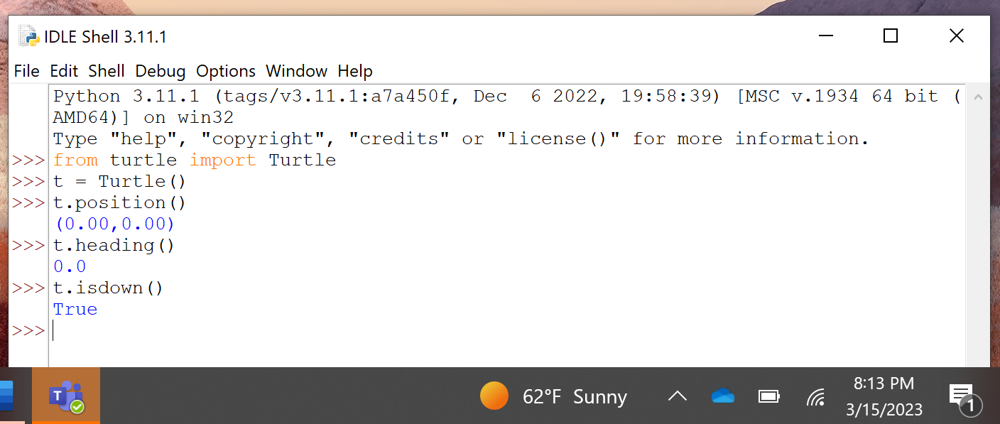 IDLE Shell 3.11.1
File Edit Shell Debug Options Window Help
Python 3.11.1 (tags/v3.11.1:a7a450f, Dec  6 2022, 19:58:39) [MSC v.1934 64 bit (
AMD64)] on win32
Type "help", "copyright", "credits" or "license()" for more information.
>>> from turtle import Turtle
>>> t = Turtle()
>>> t.position()
(0.00,0.00)
>>> t.heading()
0.0
>>> t.isdown()
True
>>>
T
62°F Sunny
8:13 PM
3/15/2023
1